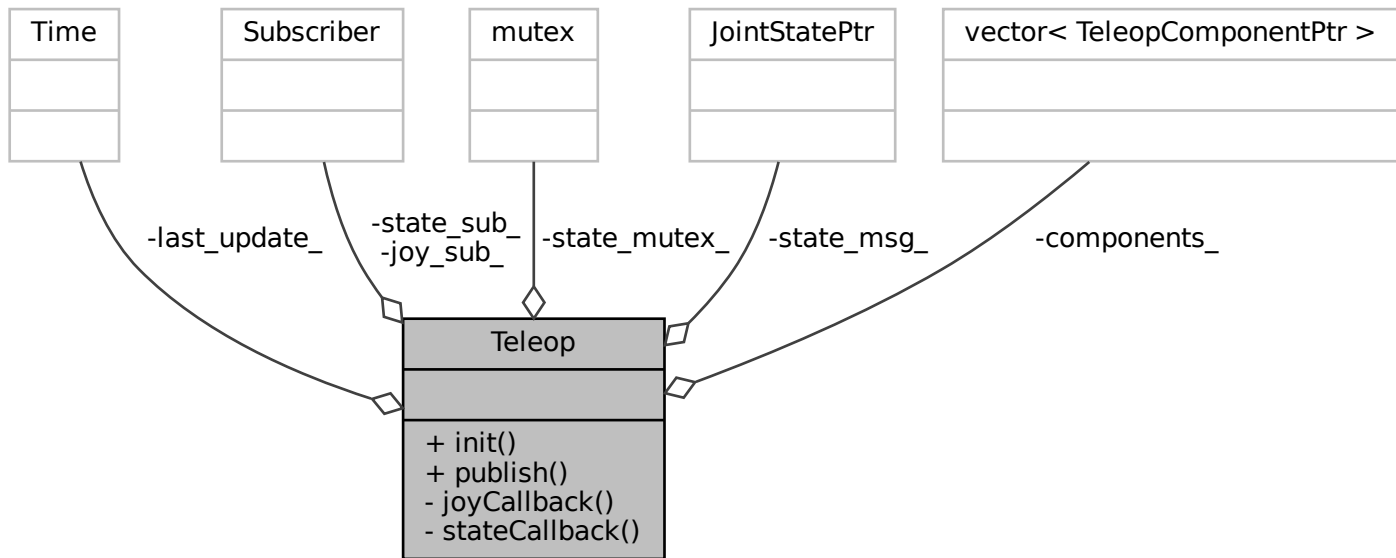 Time
Subscriber
mutex
JointStatePtr
vector< TeleopComponentPtr >
-last_update_
-state_sub_
-joy_sub_
-state_mutex_
-state_msg_
-components_
Teleop
+ init()
+ publish()
- joyCallback()
- stateCallback()